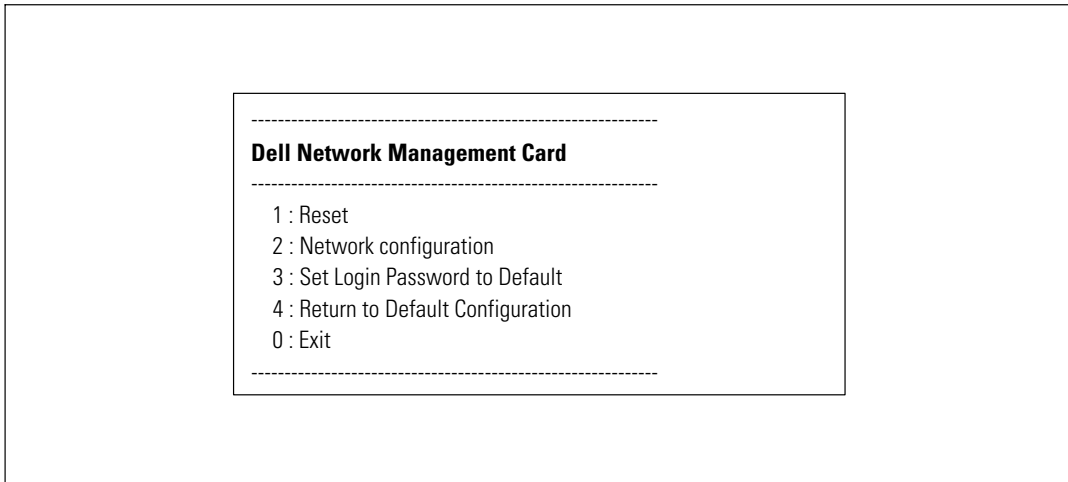 ------------------------------------------------------------
Dell Network Management Card
------------------------------------------------------------
1 : Reset
2 : Network configuration
3 : Set Login Password to Default
4 : Return to Default Configuration
0 : Exit
------------------------------------------------------------